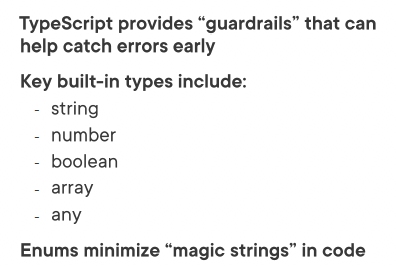 TypeScript provides “guardrails” that can
help catch errors early
Key built-in types include:
- string
- number
- boolean
- array
- any
Enums minimize “magic strings” in code